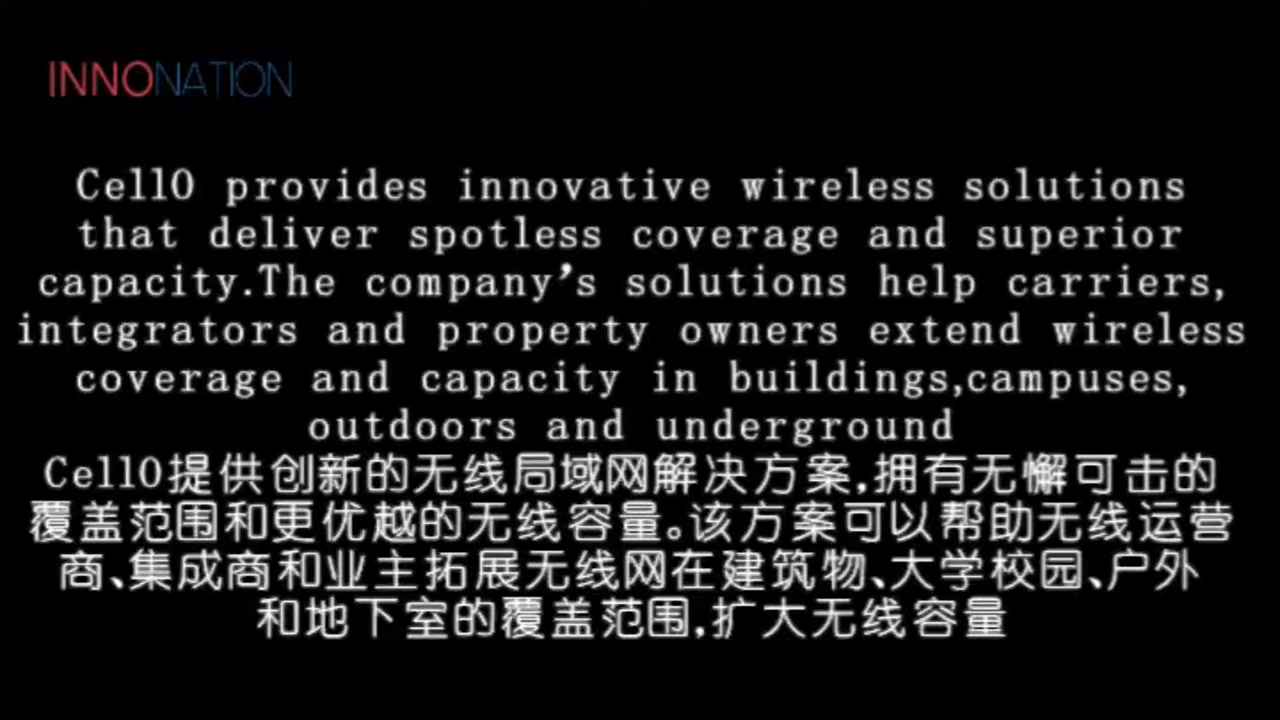 INNONATION
CellO provides innovative wireless solutions
that deliver spotless coverage and superior
capacity.The company’s solutions help carriers,
integrators and property owners extend wireless
coverage and capacity in buildings,campuses,
outdoors and underground
CellO提供创新的无线局域网解决方案,拥有无懈可击的
覆盖范围和更优越的无线容量。该方案可以帮助无线运营
商、集成商和业主拓展无线网在建筑物、大学校园、户外
和地下室的覆盖范围,扩大无线容量